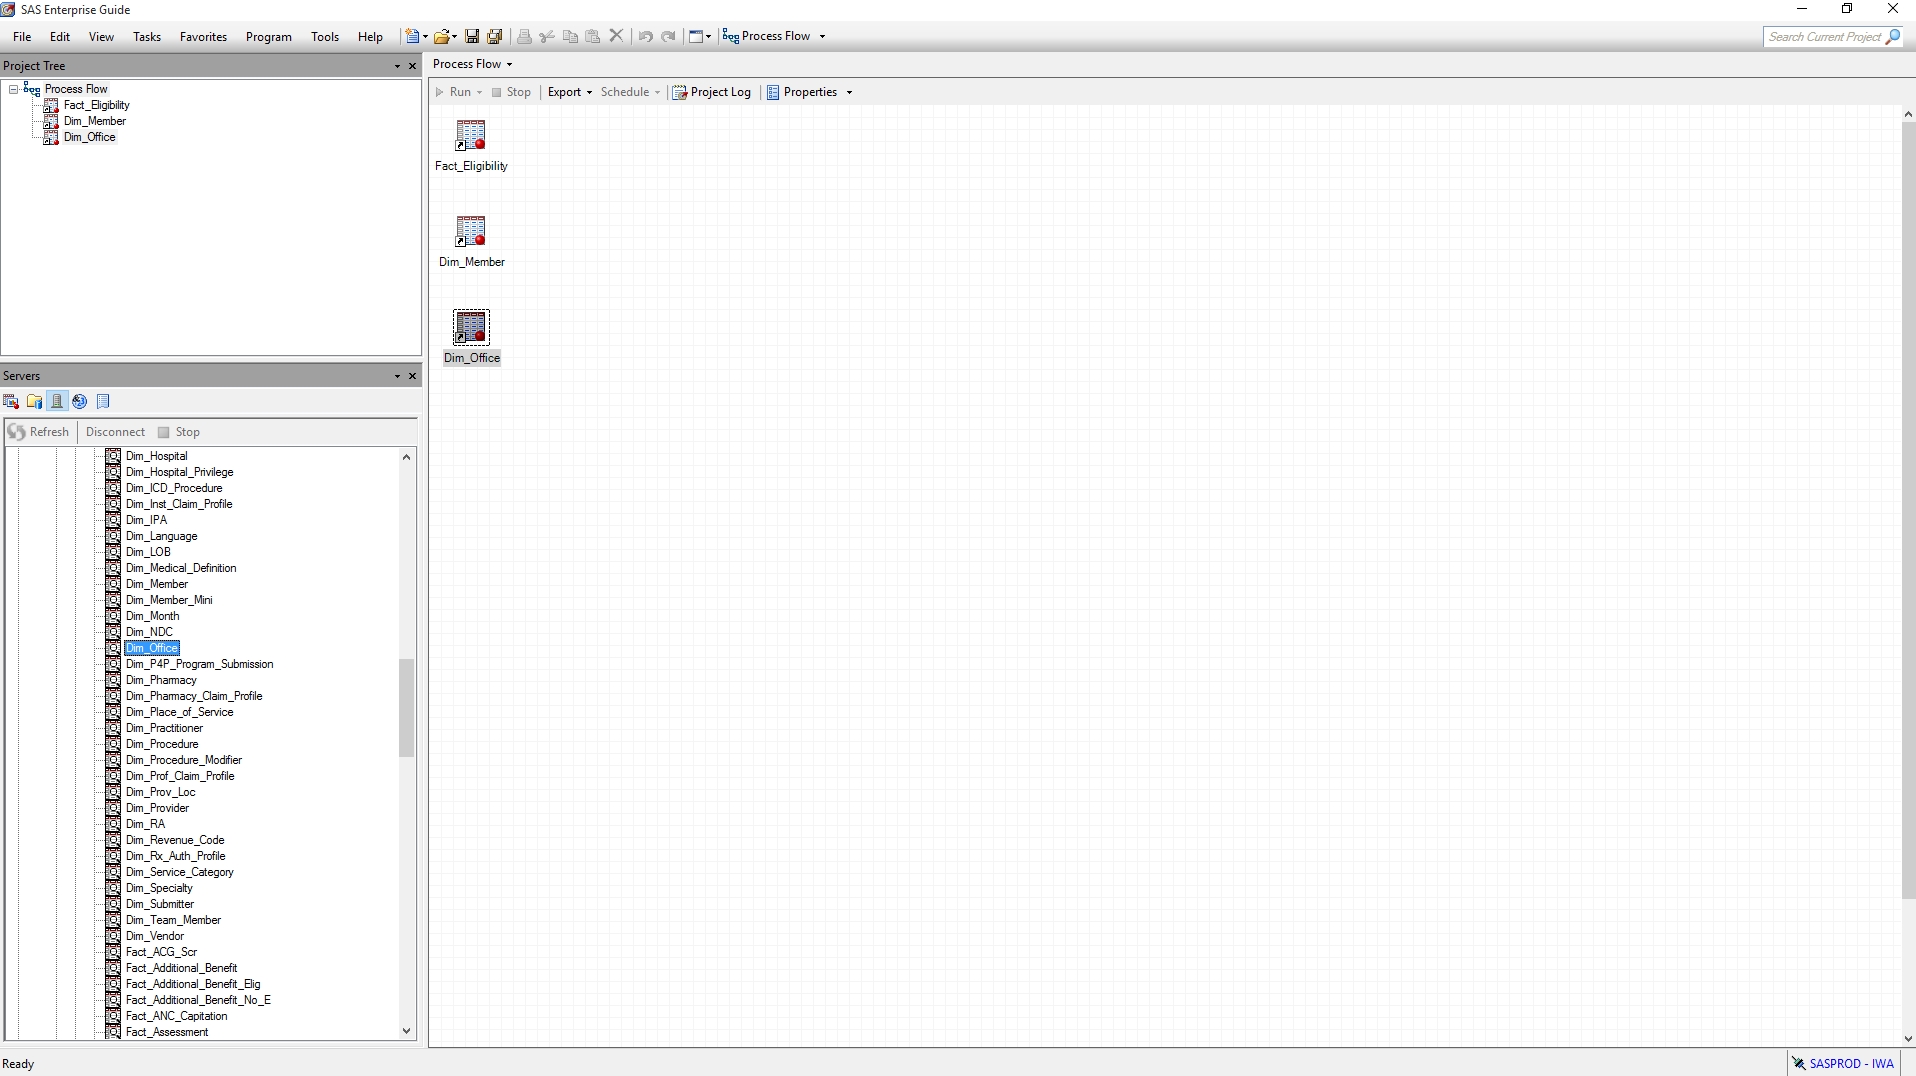 SAS Enterprise Guide
File Edit View Tasks Favorites Program Tools Help Process Flow Search Current Project
Project Tree
Process Flow
Fact_Eligibility
Dim_Member
Dim_Office
Process Flow
Run Stop Export Schedule Project Log Properties
Fact_Eligibility
Dim_Member
Dim_Office
Servers
Refresh Disconnect Stop
Dim_Hospital
Dim_Hospital_Privilege
Dim_ICD_Procedure
Dim_Inst_Claim_Profile
Dim_IPA
Dim_Language
Dim_LOB
Dim_Medical_Definition
Dim_Member
Dim_Member_Mini
Dim_Month
Dim_NDC
Dim_Office
Dim_P4P_Program_Submission
Dim_Pharmacy
Dim_Pharmacy_Claim_Profile
Dim_Place_of_Service
Dim_Practitioner
Dim_Procedure
Dim_Procedure_Modifier
Dim_Prof_Claim_Profile
Dim_Prov_Loc
Dim_Provider
Dim_RA
Dim_Revenue_Code
Dim_Rx_Auth_Profile
Dim_Service_Category
Dim_Specialty
Dim_Submitter
Dim_Team_Member
Dim_Vendor
Fact_ACG_Scr
Fact_Additional_Benefit
Fact_Additional_Benefit_Elig
Fact_Additional_Benefit_No_E
Fact_ANC_Capitation
Fact_Assessment
Ready
SASPROD - IWA